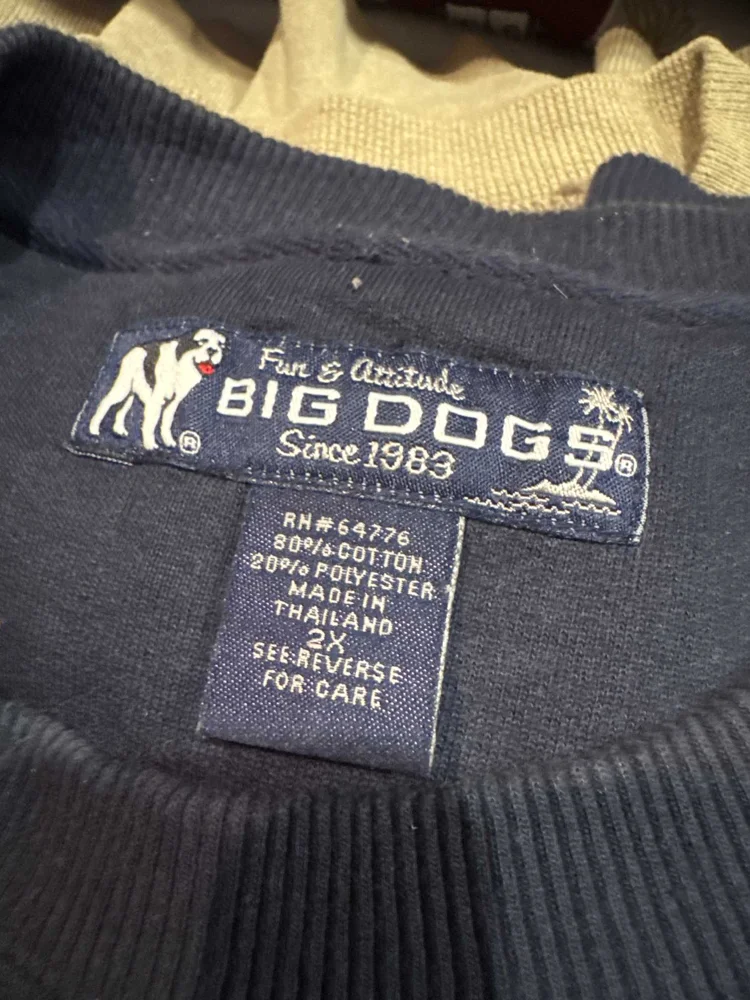 Fun & Attitude
BIG DOGS®
Since 1983
®
RN#64776
80% COTTON
20% POLYESTER
MADE IN
THAILAND
2X
SEE REVERSE
FOR CARE